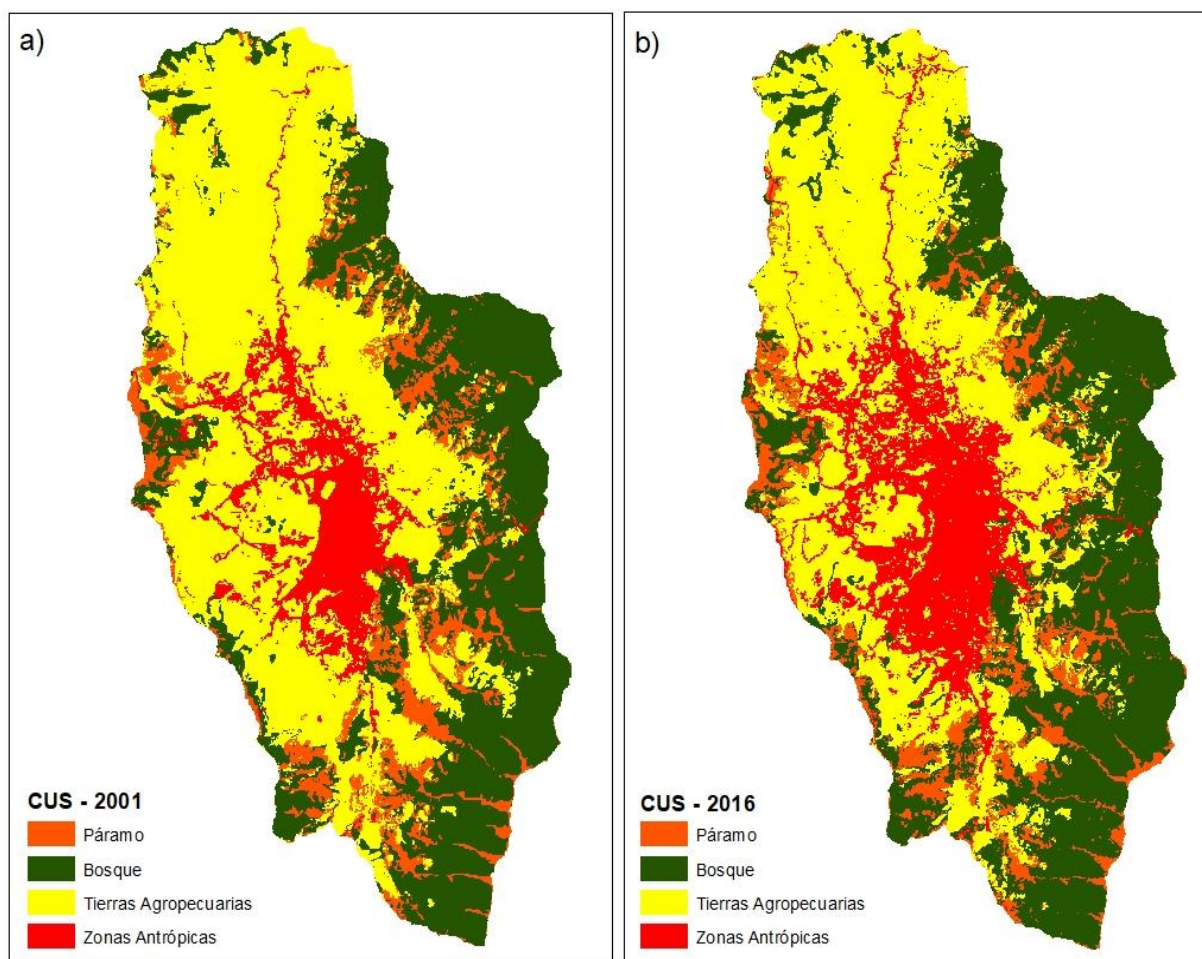 a)
CUS - 2001
Páramo
Bosque
Tierras Agropecuarias
Zonas Antrópicas
b)
CUS - 2016
Páramo
Bosque
Tierras Agropecuarias
Zonas Antrópicas